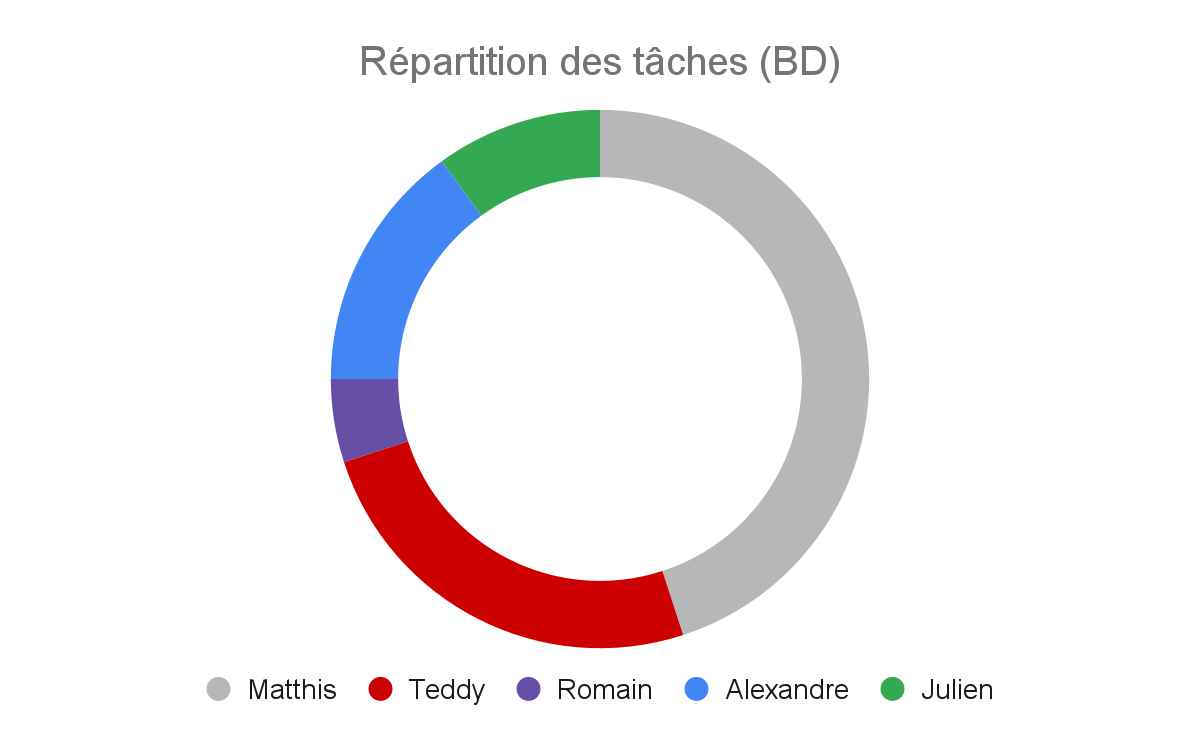 Répartition des tâches (BD)
Matthis Teddy Romain Alexandre Julien